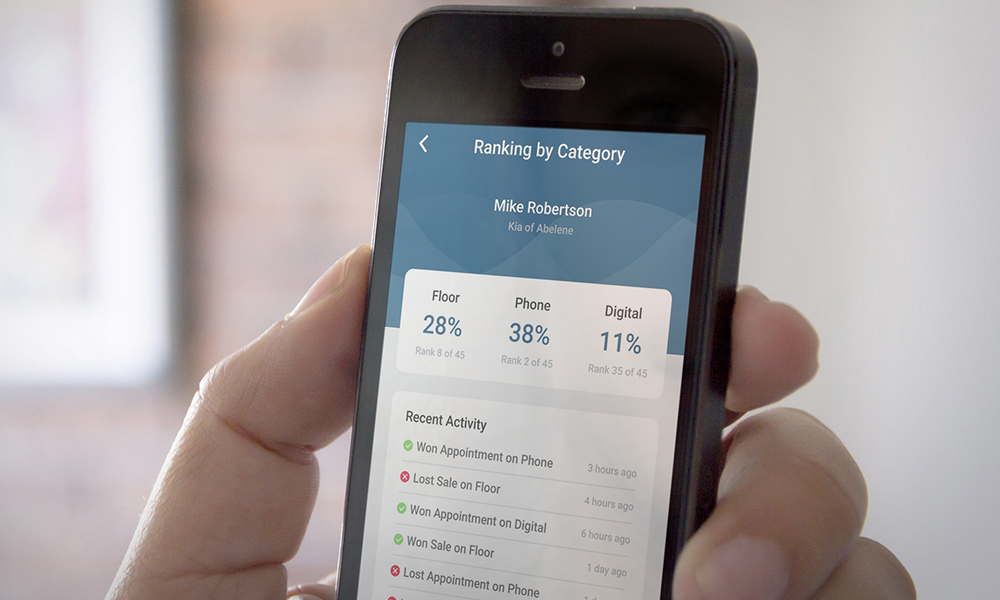 Ranking by Category
Mike Robertson
Kia of Abelene
Floor Phone Digital
28% 38% 11%
Rank 8 of 45 Rank 2 of 45 Rank 35 of 45
Recent Activity
Won Appointment on Phone 3 hours ago
Lost Sale on Floor 4 hours ago
Won Appointment on Digital 6 hours ago
Won Sale on Floor 1 day ago
Lost Appointment on Phone